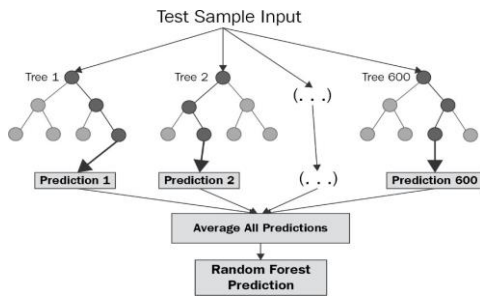 Test Sample Input
Tree 1
Tree 2
(. . .)
Tree 600
Prediction 1
Prediction 2
(. . .)
Prediction 600
Average All Predictions
Random Forest
Prediction